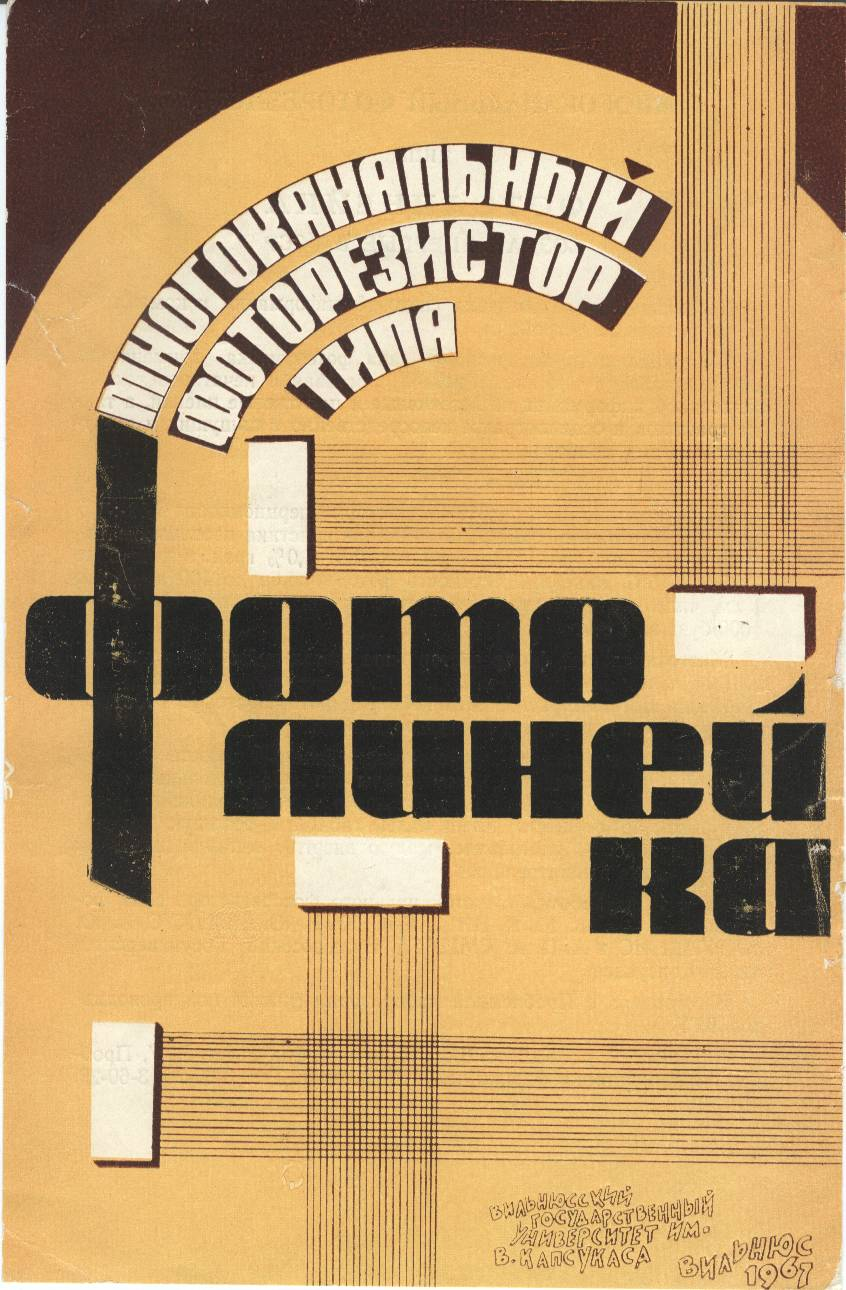 МНОГОКАНАЛЬНЫЙ
ФОТОРЕЗИСТОР
ТИПА
фото
линей
ка
ВИЛЬНЮССКИЙ
ГОСУДАРСТВЕННЫЙ
УНИВЕРСИТЕТ ИМ.
В. КАПСУКАСА
ВИЛЬНЮС
1967